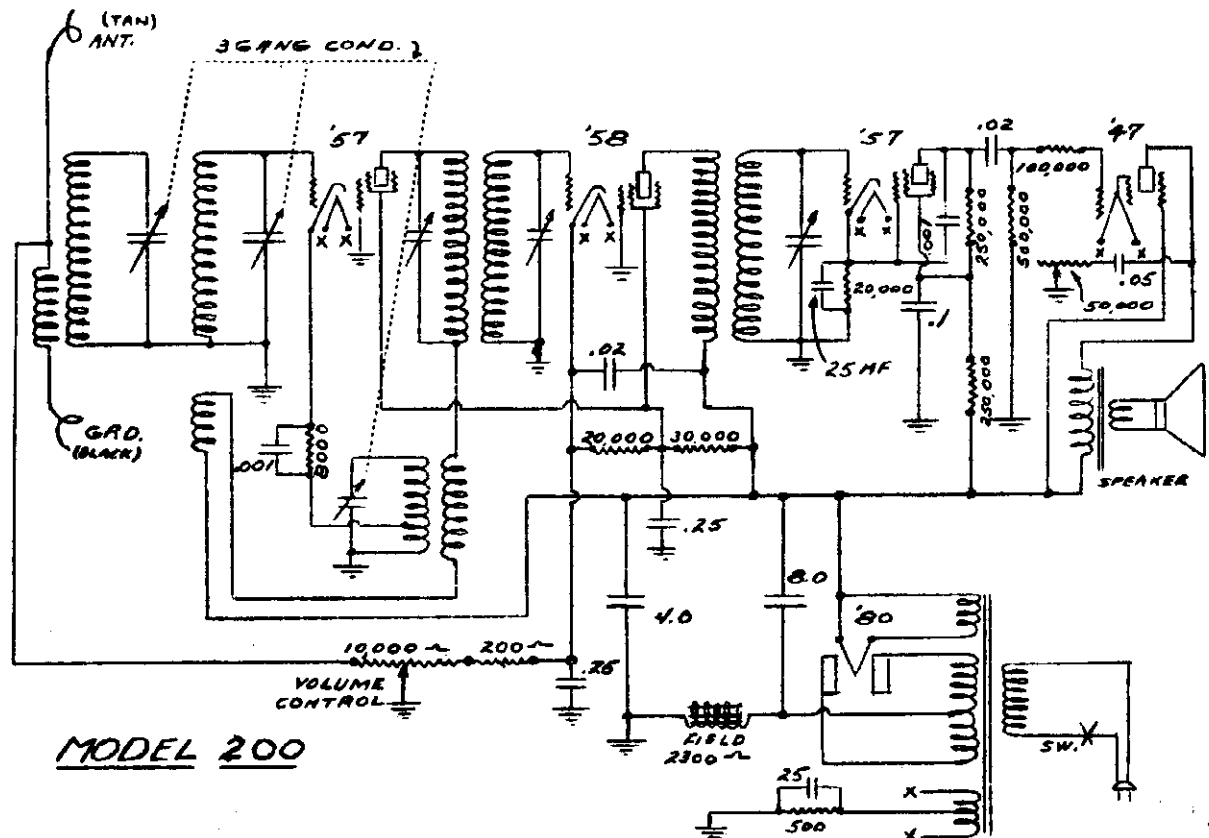 (TAN)
ANT.
3 GANG COND.
'57
'58
'57
.02
'47
100,000
.001
250,000
500,000
20,000
.05
50,000
.1
25 MF
.02
250,000
GRD.
(BLACK)
.001
8000
20,000
30,000
SPEAKER
.25
8.0
4.0
'80
10,000 ~
200 ~
.25
VOLUME
CONTROL
FIELD
2300 ~
SW.
MODEL 200
25
500
x x
x x
x x
x x
x
x